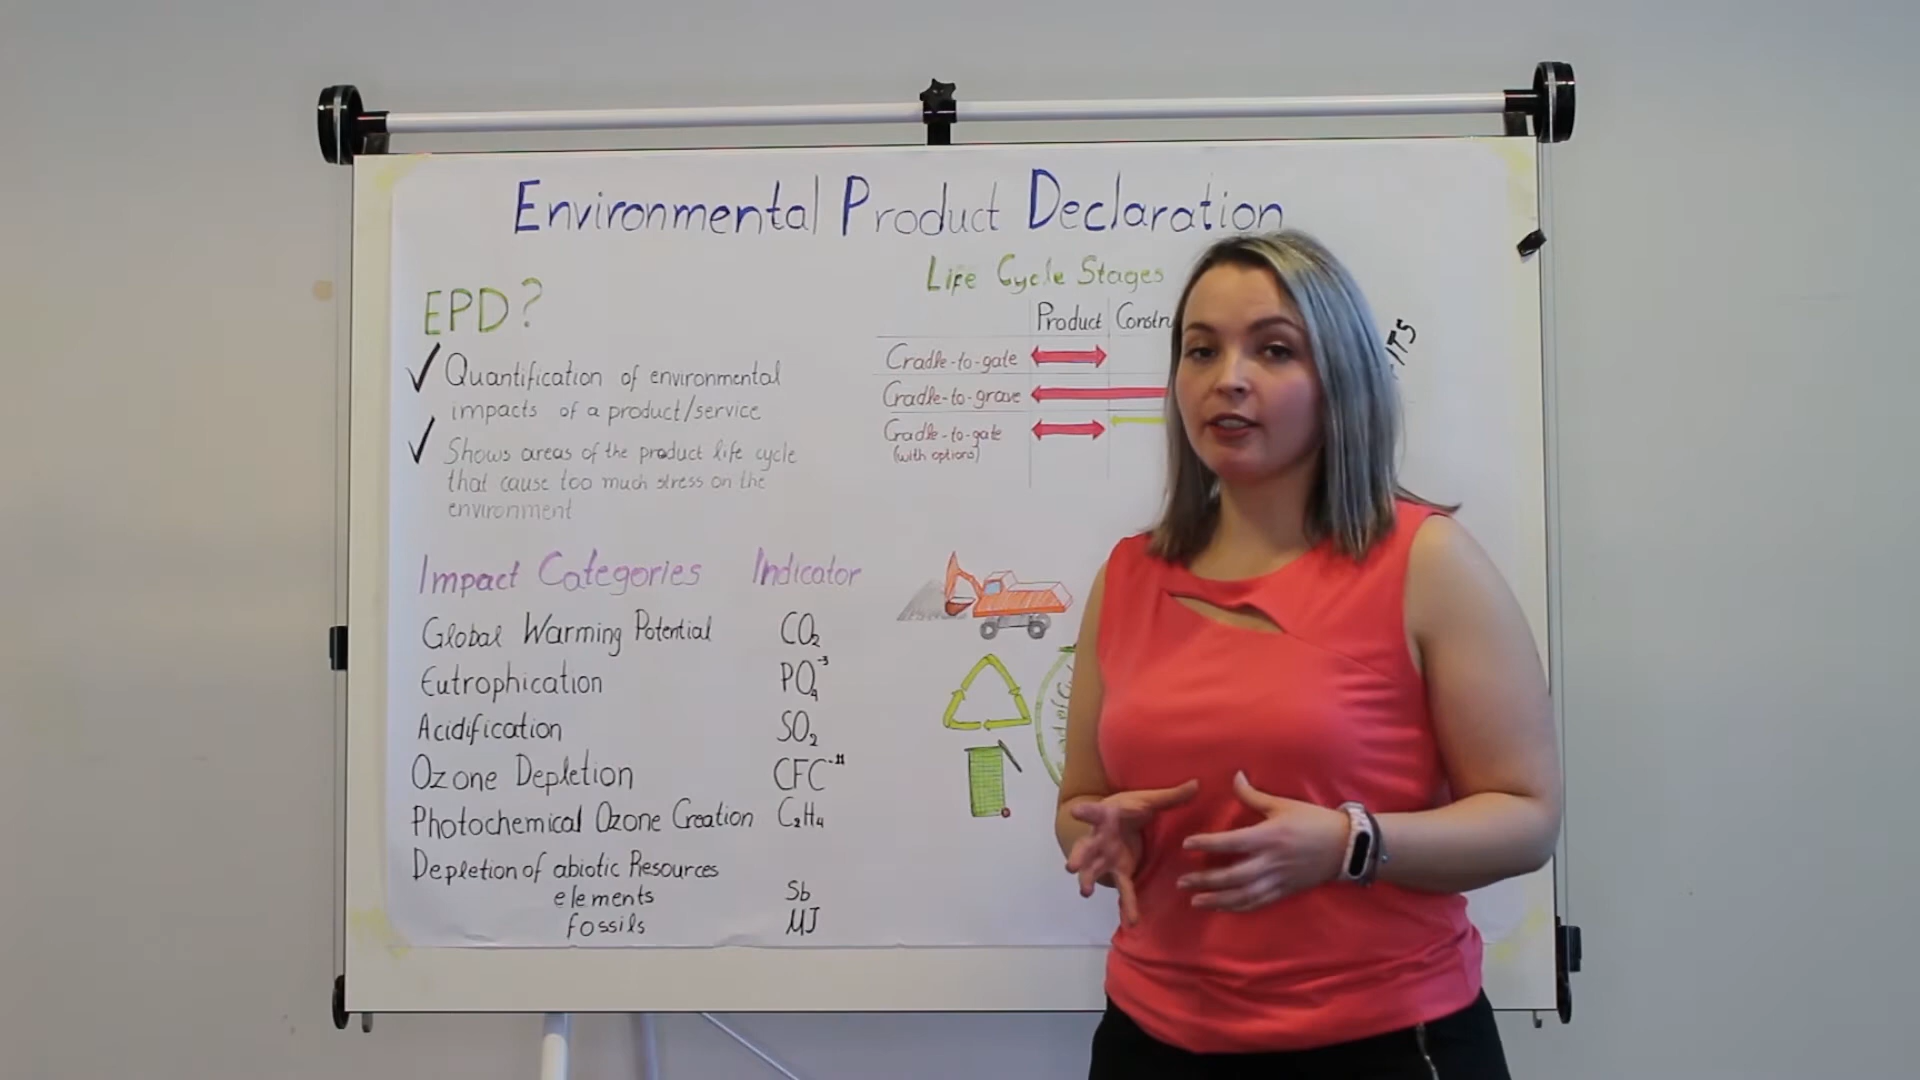 Environmental Product Declaration
EPD?
✓ Quantification of environmental
impacts of a product/service
✓ Shows areas of the product life cycle
that cause too much stress on the
environment
Impact Categories Indicator
Global Warming Potential CO₂
Eutrophication PO₄⁻³
Acidification SO₂
Ozone Depletion CFC⁻¹¹
Photochemical Ozone Creation C₂H₄
Depletion of abiotic Resources
elements Sb
fossils MJ
Life Cycle Stages
Product Constru
Cradle-to-gate
Cradle-to-grave
Cradle-to-gate
(with options)